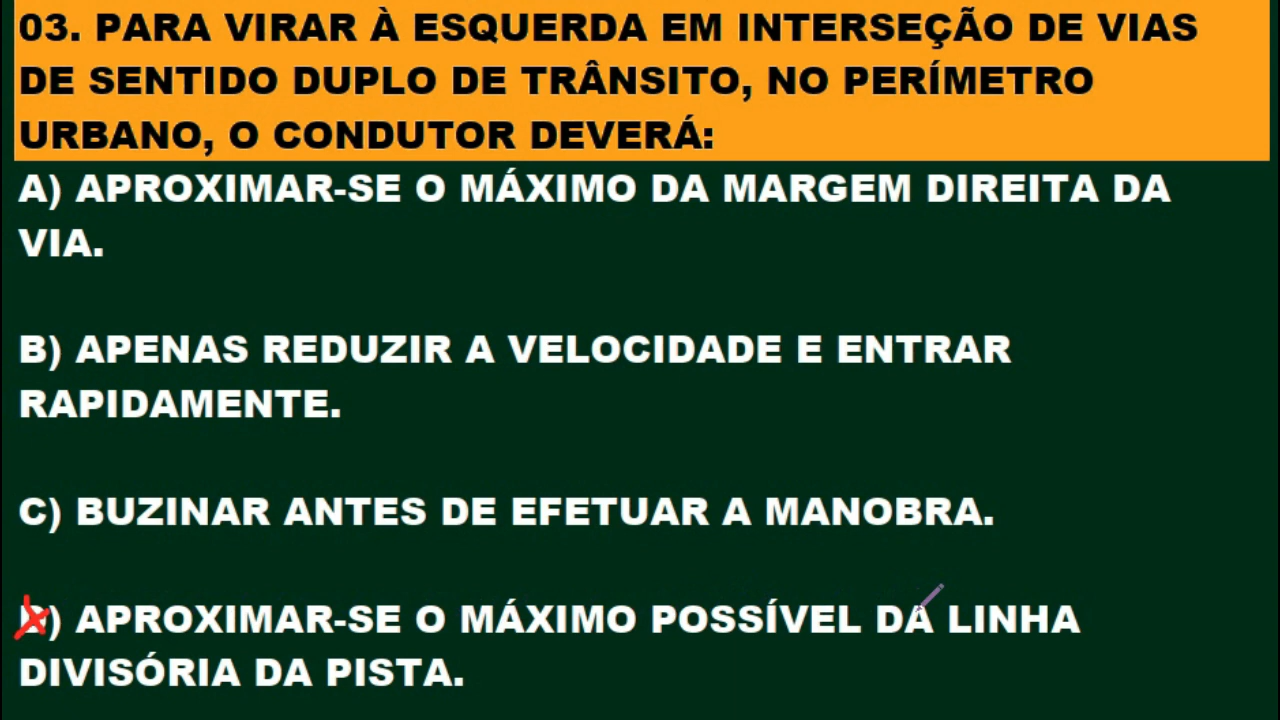 03. PARA VIRAR À ESQUERDA EM INTERSEÇÃO DE VIAS
DE SENTIDO DUPLO DE TRÂNSITO, NO PERÍMETRO
URBANO, O CONDUTOR DEVERÁ:
A) APROXIMAR-SE O MÁXIMO DA MARGEM DIREITA DA
VIA.
B) APENAS REDUZIR A VELOCIDADE E ENTRAR
RAPIDAMENTE.
C) BUZINAR ANTES DE EFETUAR A MANOBRA.
D) APROXIMAR-SE O MÁXIMO POSSÍVEL DA LINHA
DIVISÓRIA DA PISTA.